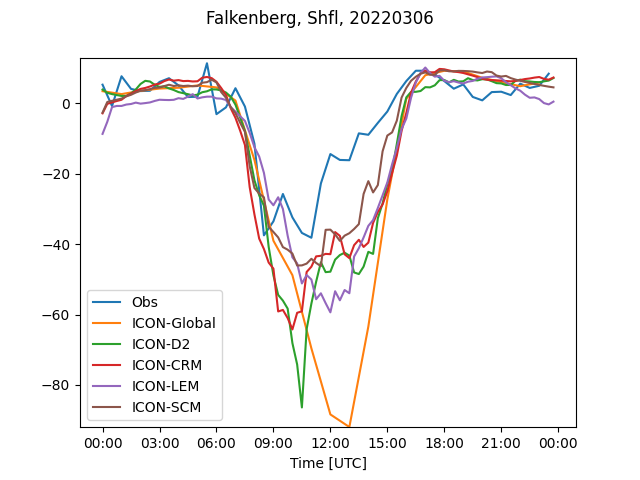 Falkenberg, Shfl, 20220306
0
−20
−40
−60
−80
Obs
ICON-Global
ICON-D2
ICON-CRM
ICON-LEM
ICON-SCM
00:00 03:00 06:00 09:00 12:00 15:00 18:00 21:00 00:00
Time [UTC]